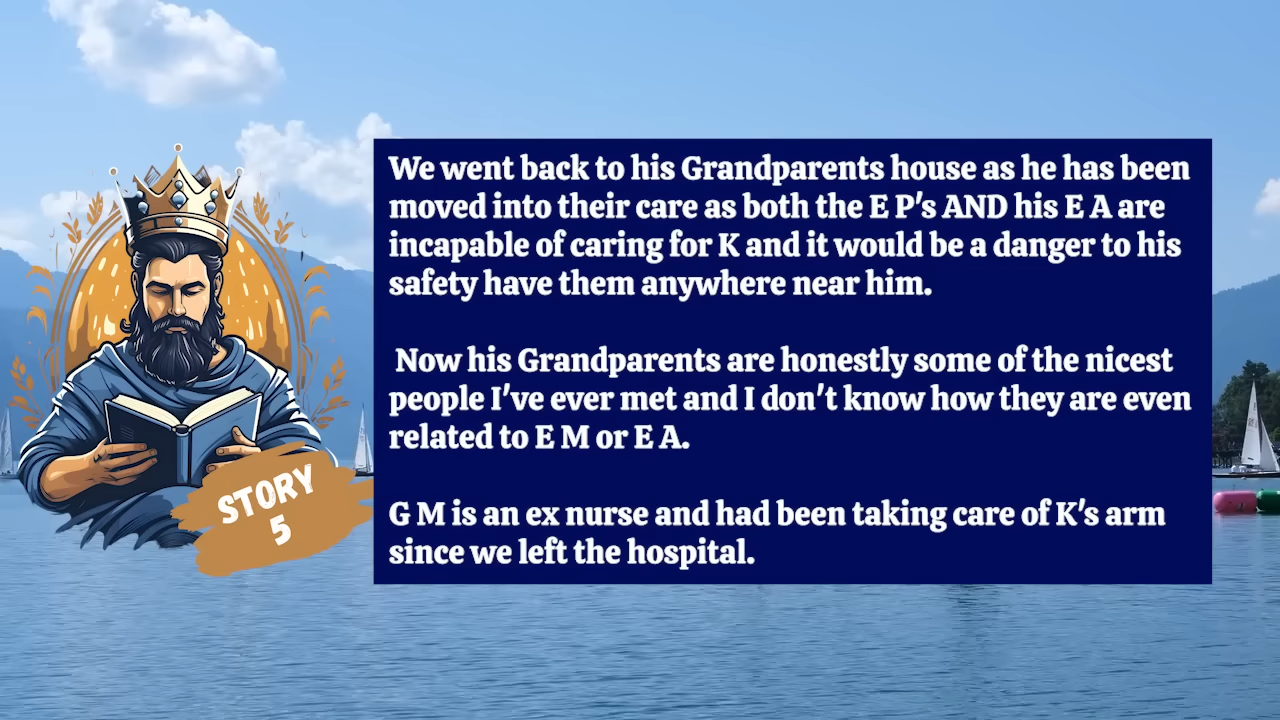 We went back to his Grandparents house as he has been
moved into their care as both the E P's AND his E A are
incapable of caring for K and it would be a danger to his
safety have them anywhere near him.
Now his Grandparents are honestly some of the nicest
people I've ever met and I don't know how they are even
related to E M or E A.
G M is an ex nurse and had been taking care of K's arm
since we left the hospital.
STORY
5